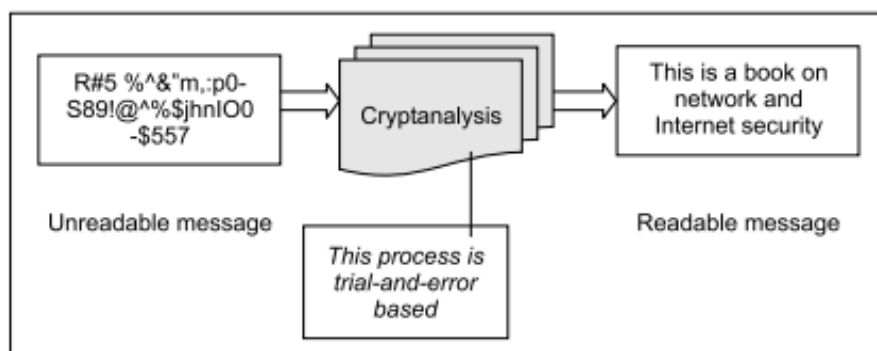 R#5 %^&"m,:p0-
S89!@^%$jhnIO0
-$557
Cryptanalysis
This is a book on
network and
Internet security
Unreadable message
Readable message
This process is
trial-and-error
based